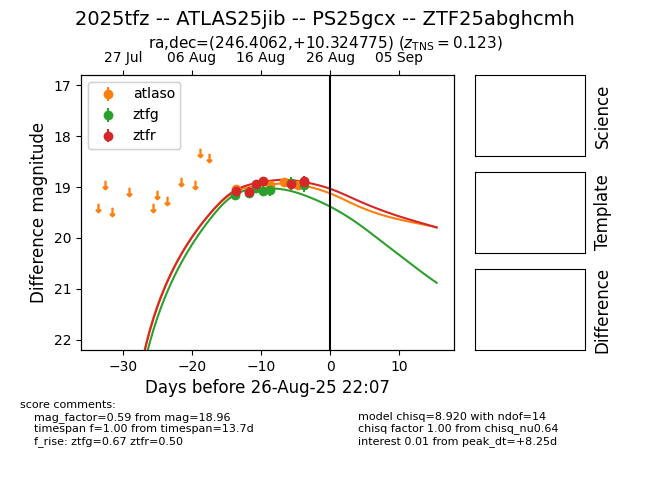 2025tfz -- ATLAS25jib -- PS25gcx -- ZTF25abghcmh
ra,dec=(246.4062,+10.324775) (z_TNS = 0.123)
27 Jul 06 Aug 16 Aug 26 Aug 05 Sep
atlaso
ztfg
ztfr
17
18
19
20
21
22
Difference magnitude
−30 −20 −10 0 10
Days before 26-Aug-25 22:07
Science
Template
Difference
score comments:
mag_factor=0.59 from mag=18.96
timespan f=1.00 from timespan=13.7d
f_rise: ztfg=0.67 ztfr=0.50
model chisq=8.920 with ndof=14
chisq factor 1.00 from chisq_nu0.64
interest 0.01 from peak_dt=+8.25d